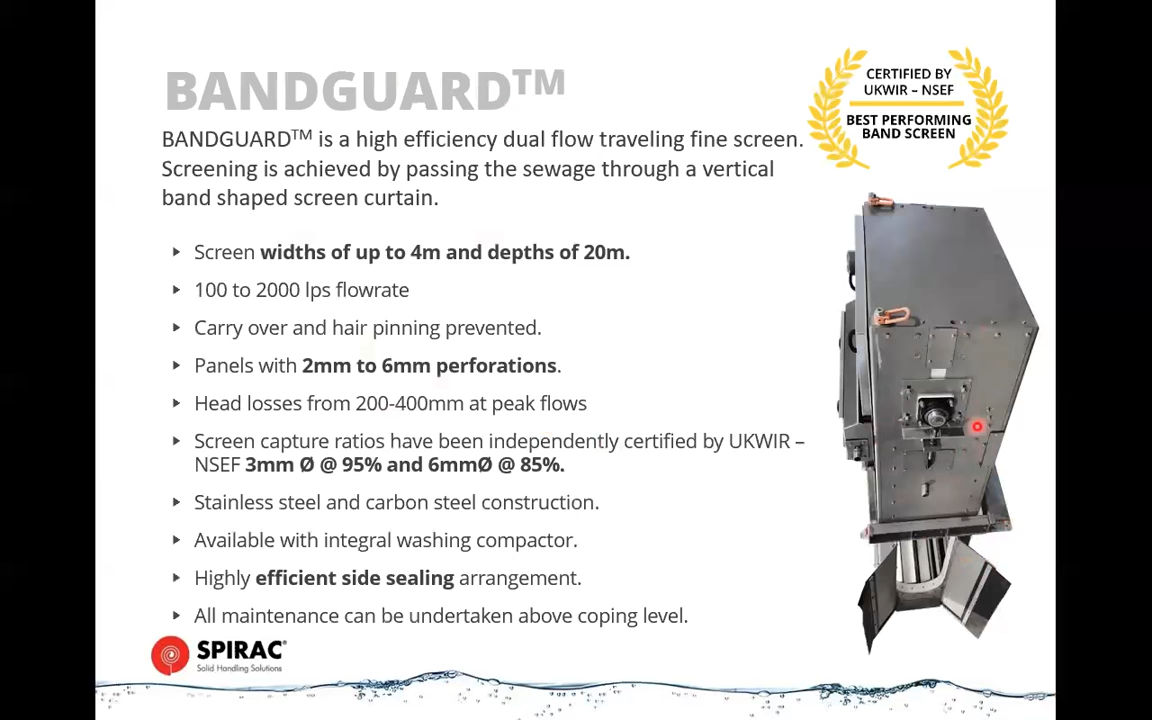 BANDGUARD™
BANDGUARD™ is a high efficiency dual flow traveling fine screen.
Screening is achieved by passing the sewage through a vertical
band shaped screen curtain.
Screen widths of up to 4m and depths of 20m.
100 to 2000 lps flowrate
Carry over and hair pinning prevented.
Panels with 2mm to 6mm perforations.
Head losses from 200-400mm at peak flows
Screen capture ratios have been independently certified by UKWIR –
NSEF 3mm Ø @ 95% and 6mmØ @ 85%.
Stainless steel and carbon steel construction.
Available with integral washing compactor.
Highly efficient side sealing arrangement.
All maintenance can be undertaken above coping level.
CERTIFIED BY
UKWIR – NSEF
BEST PERFORMING
BAND SCREEN
SPIRAC®
Solid Handling Solutions